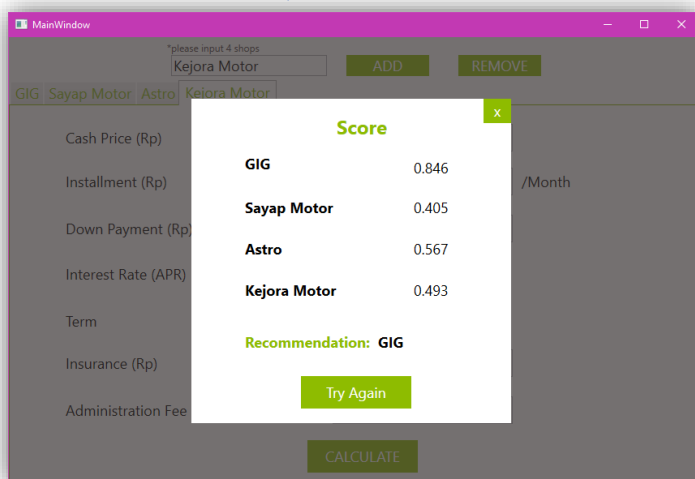 MainWindow
*please input 4 shops
Kejora Motor ADD REMOVE
GIG Sayap Motor Astro Kejora Motor
x
Score
Cash Price (Rp)
GIG 0.846
Installment (Rp) /Month
Sayap Motor 0.405
Down Payment (Rp)
Astro 0.567
Interest Rate (APR)
Kejora Motor 0.493
Term
Recommendation: GIG
Insurance (Rp)
Try Again
Administration Fee
CALCULATE